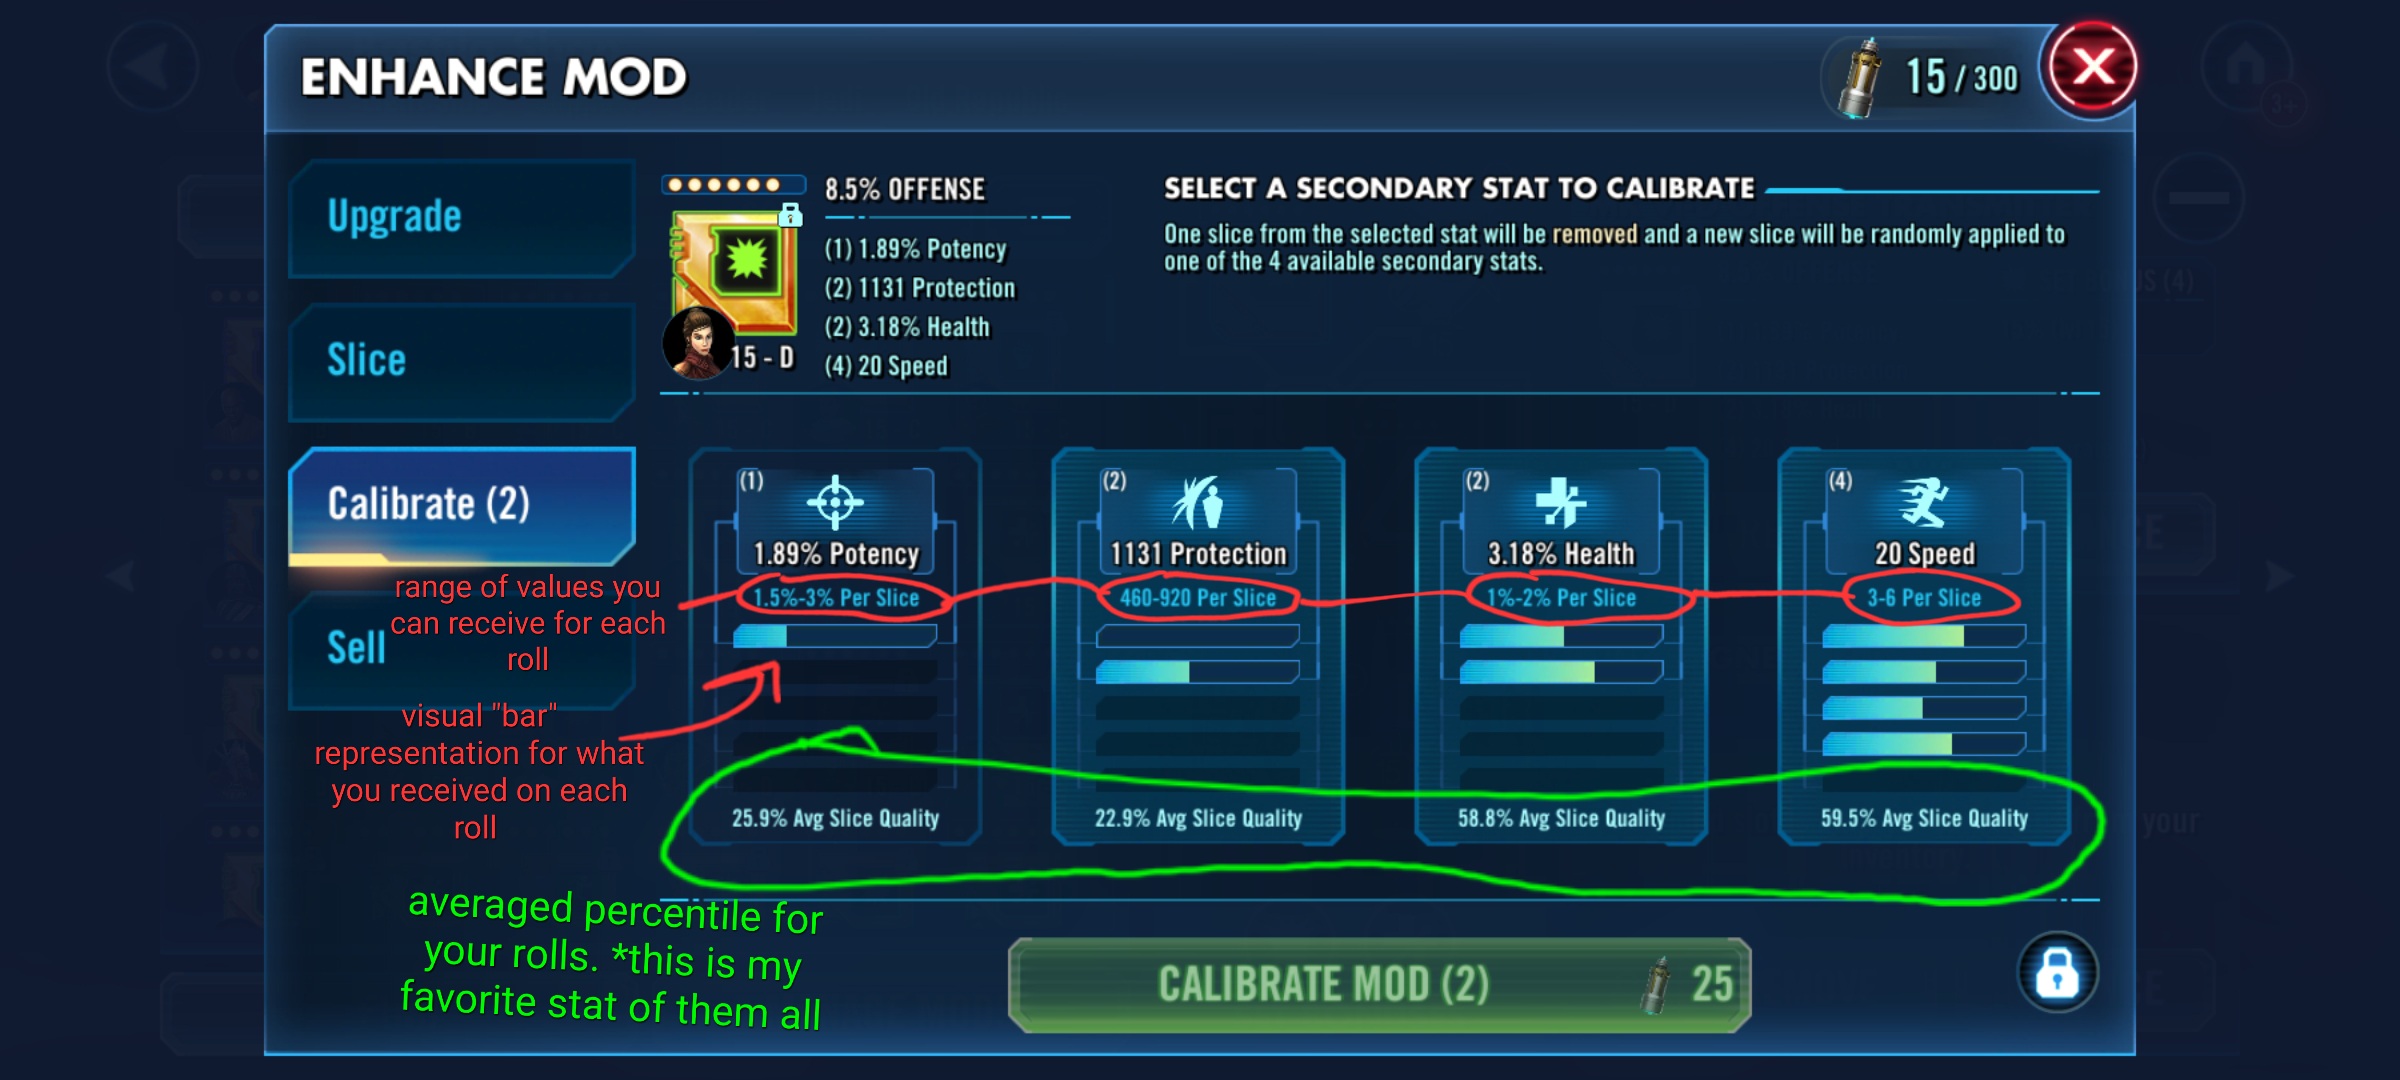 ENHANCE MOD
15 / 300
3+
Upgrade
Slice
Calibrate (2)
Sell
8.5% OFFENSE
(1) 1.89% Potency
(2) 1131 Protection
(2) 3.18% Health
(4) 20 Speed
15 - D
SELECT A SECONDARY STAT TO CALIBRATE
One slice from the selected stat will be removed and a new slice will be randomly applied to
one of the 4 available secondary stats.
(1)
1.89% Potency
1.5%-3% Per Slice
25.9% Avg Slice Quality
(2)
1131 Protection
460-920 Per Slice
22.9% Avg Slice Quality
(2)
3.18% Health
1%-2% Per Slice
58.8% Avg Slice Quality
(4)
20 Speed
3-6 Per Slice
59.5% Avg Slice Quality
range of values you
can receive for each
roll
visual "bar"
representation for what
you received on each
roll
averaged percentile for
your rolls. *this is my
favorite stat of them all
CALIBRATE MOD (2)
25
your